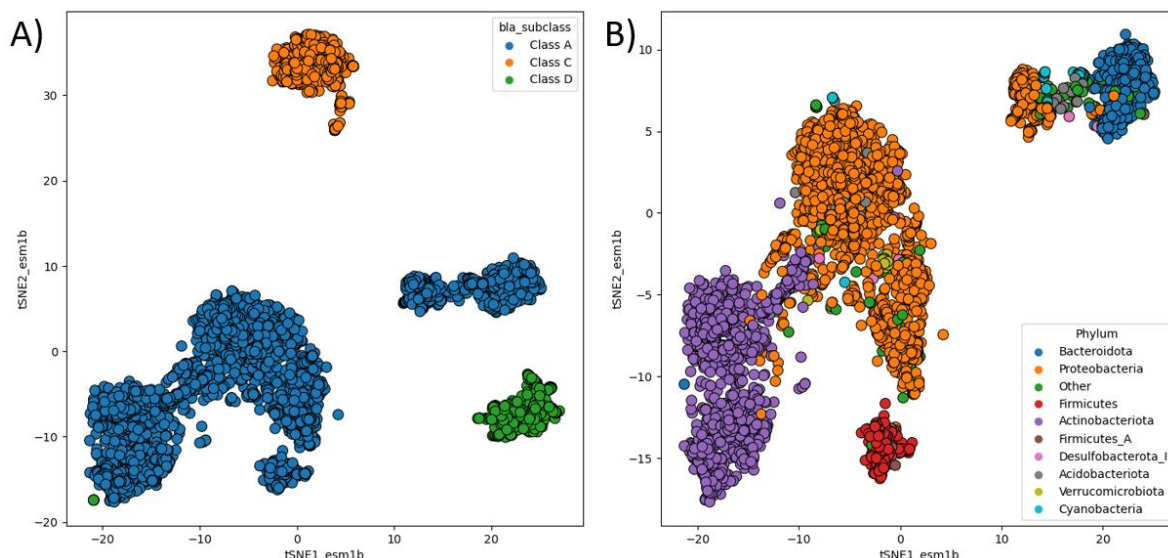 A)
bla_subclass
Class A
Class C
Class D
30
20
10
0
−10
−20
tSNE2_esm1b
−20
−10
0
10
20
tSNE1_esm1b
B)
10
5
0
−5
−10
−15
tSNE2_esm1b
Phylum
Bacteroidota
Proteobacteria
Other
Firmicutes
Actinobacteriota
Firmicutes_A
Desulfobacterota_I
Acidobacteriota
Verrucomicrobiota
Cyanobacteria
−20
−10
0
10
20
tSNE1_esm1b